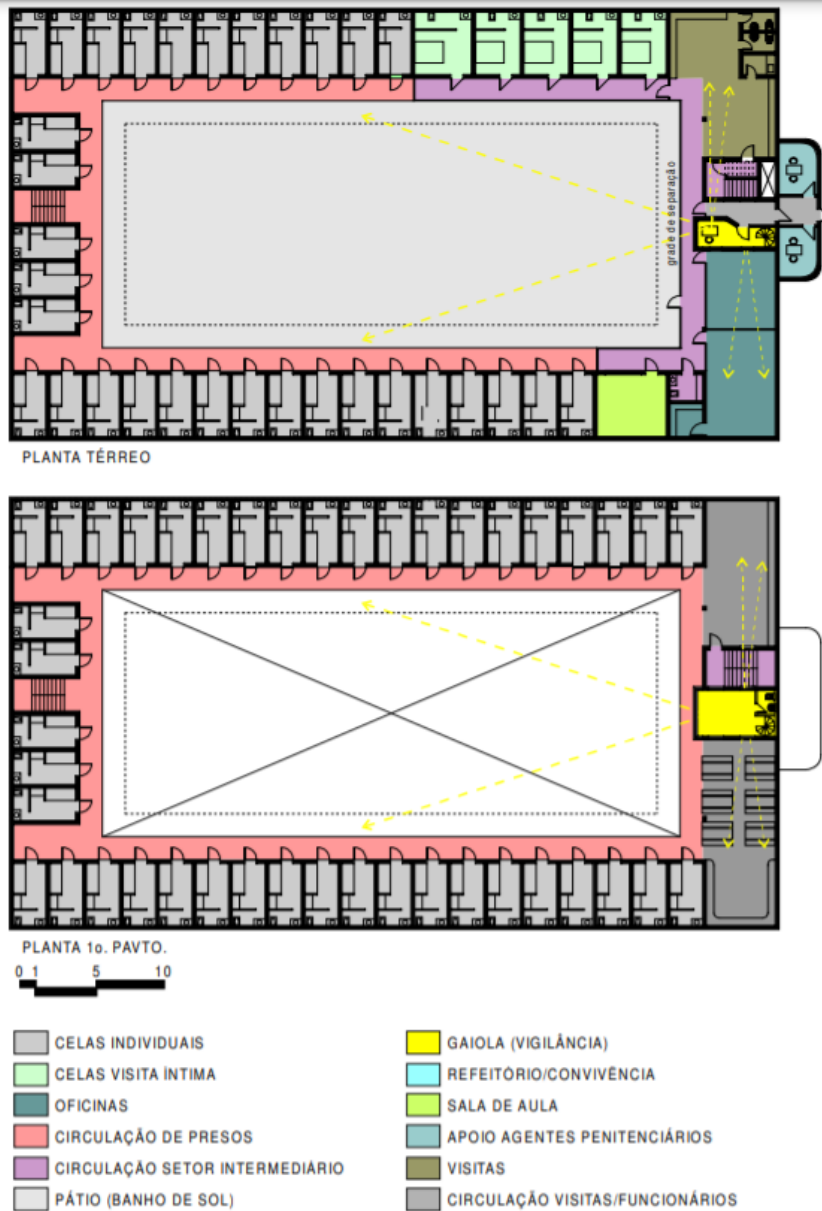 grade de separação
PLANTA TÉRREO
PLANTA 1o. PAVTO.
0 1 5 10
CELAS INDIVIDUAIS
CELAS VISITA ÍNTIMA
OFICINAS
CIRCULAÇÃO DE PRESOS
CIRCULAÇÃO SETOR INTERMEDIÁRIO
PÁTIO (BANHO DE SOL)
GAIOLA (VIGILÂNCIA)
REFEITÓRIO/CONVIVÊNCIA
SALA DE AULA
APOIO AGENTES PENITENCIÁRIOS
VISITAS
CIRCULAÇÃO VISITAS/FUNCIONÁRIOS